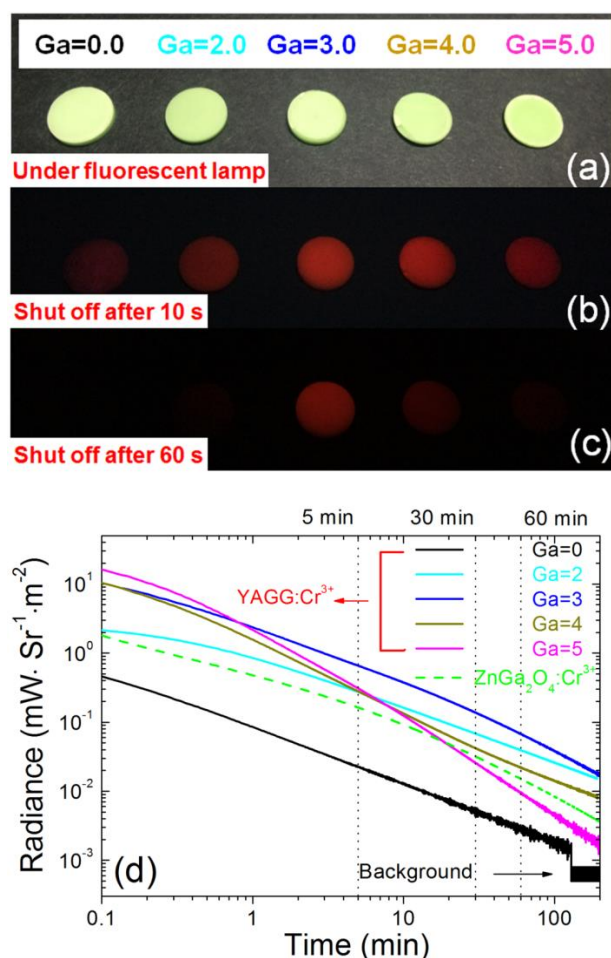 Ga=0.0 Ga=2.0 Ga=3.0 Ga=4.0 Ga=5.0
Under fluorescent lamp (a)
Shut off after 10 s (b)
Shut off after 60 s (c)
5 min 30 min 60 min
YAGG:Cr³⁺
Ga=0
Ga=2
Ga=3
Ga=4
Ga=5
ZnGa₂O₄:Cr³⁺
Radiance (mW· Sr⁻¹·m⁻²)
10¹
10⁰
10⁻¹
10⁻²
10⁻³
(d)
Background
0.1 1 10 100
Time (min)